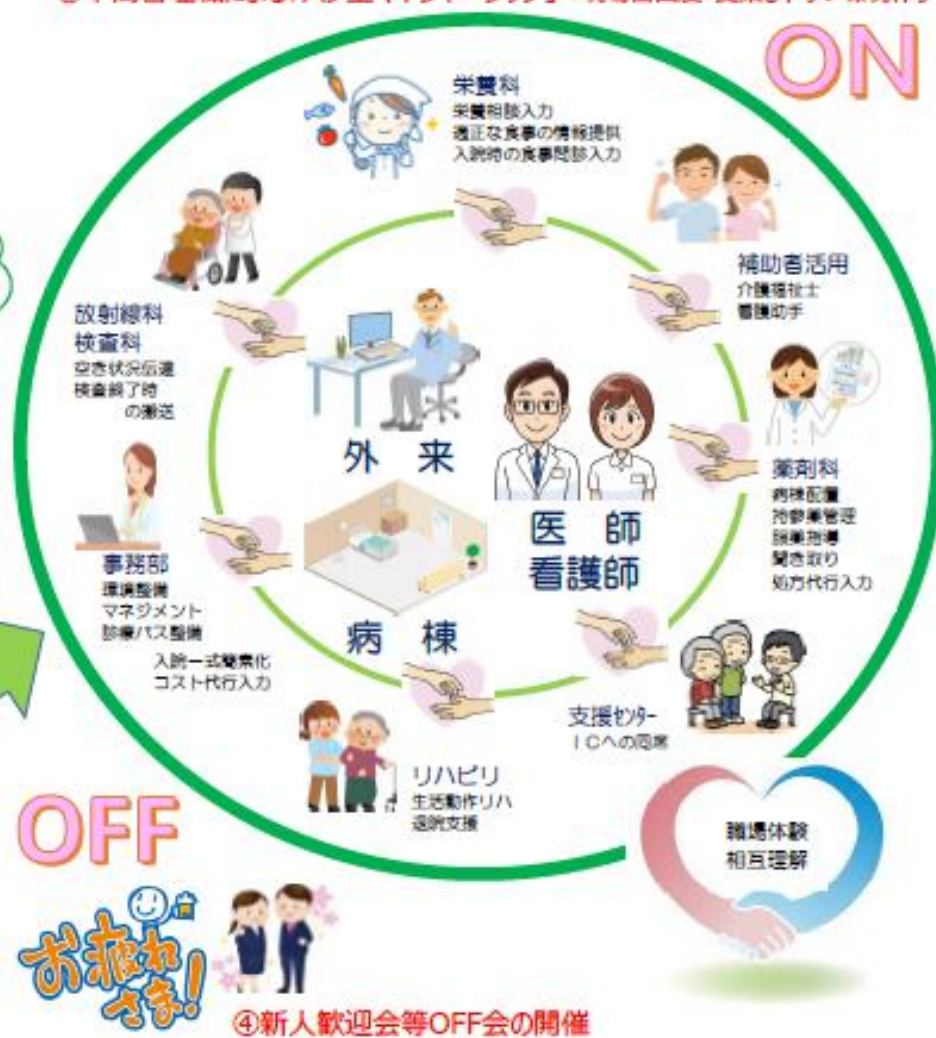 ON
栄養科
栄養相談入力
適正な食事の情報提供
入院時の食事問診入力
補助者活用
介護福祉士
看護助手
放射線科
検査科
空き状況伝達
検査終了時
の搬送
外 来
医 師
看護師
薬剤科
病棟配置
持参薬管理
服薬指導
聞き取り
処方代行入力
事務部
環境整備
マネジメント
診療パス整備
入院一式簡素化
コスト代行入力
病 棟
支援センター
ICへの同席
リハビリ
生活動作リハ
退院支援
職場体験
相互理解
OFF
お疲れ
さま!
④新人歓迎会等OFF会の開催